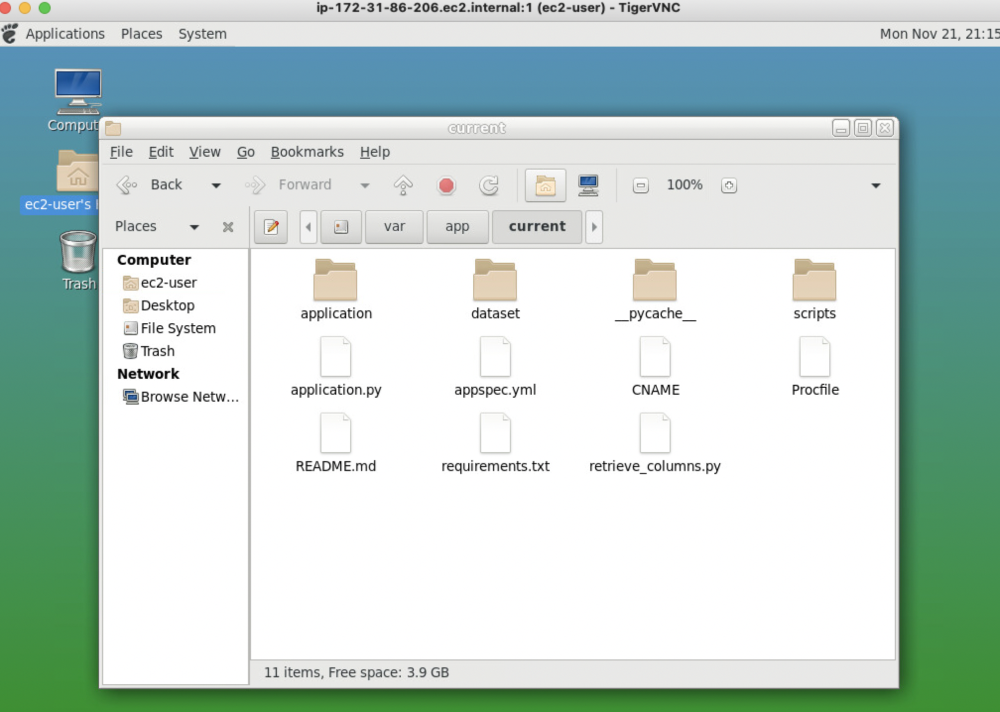 ip-172-31-86-206.ec2.internal:1 (ec2-user) - TigerVNC
Applications Places System Mon Nov 21, 21:15
Comput
ec2-user's
Trash
current
File Edit View Go Bookmarks Help
Back Forward 100%
Places var app current
Computer
ec2-user
Desktop
File System
Trash
Network
Browse Netw...
application dataset __pycache__ scripts
application.py appspec.yml CNAME Procfile
README.md requirements.txt retrieve_columns.py
11 items, Free space: 3.9 GB